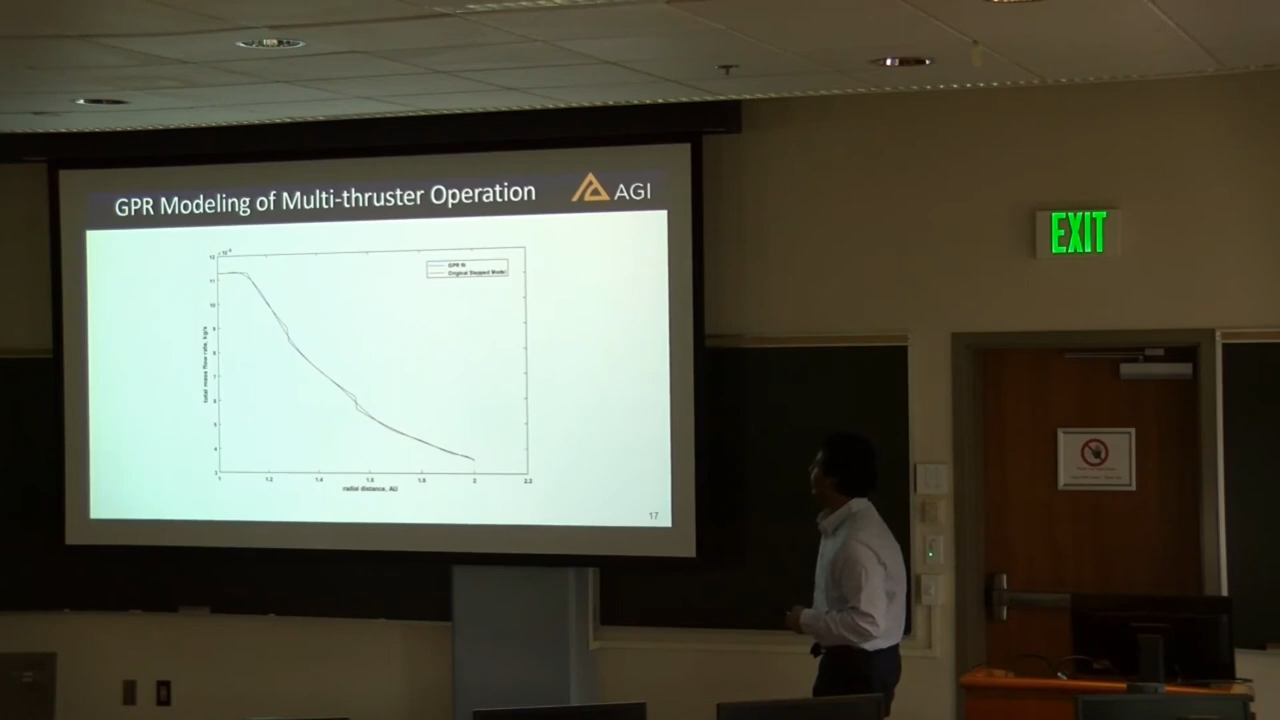 GPR Modeling of Multi-thruster Operation
AGI
GPR fit
Original Stepped Model
12
11
10
9
8
7
6
5
4
3
total mass flow rate, kg/s
1
1.2
1.4
1.6
1.8
2
2.2
radial distance, AU
17
EXIT